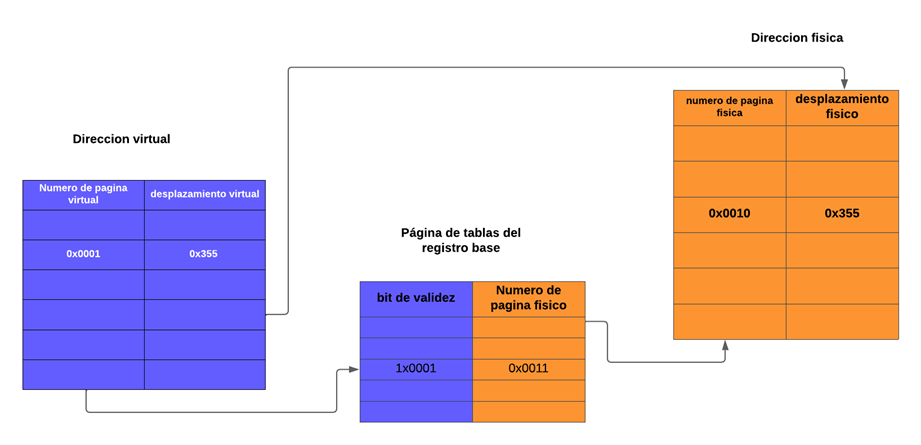 Direccion fisica
numero de pagina
fisica
desplazamiento
fisico
0x0010
0x355
Direccion virtual
Numero de pagina
virtual
desplazamiento virtual
0x0001
0x355
Página de tablas del
registro base
bit de validez
Numero de
pagina fisico
1x0001
0x0011